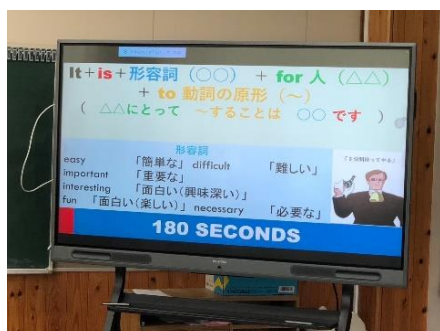 It＋is＋形容詞（○○）＋for 人（△△）
＋to 動詞の原形（～）
（ △△にとって ～することは ○○です ）
形容詞
easy 「簡単な」 difficult 「難しい」
important 「重要な」
interesting 「面白い（興味深い）」
fun 「面白い（楽しい）」 necessary 「必要な」
180 SECONDS